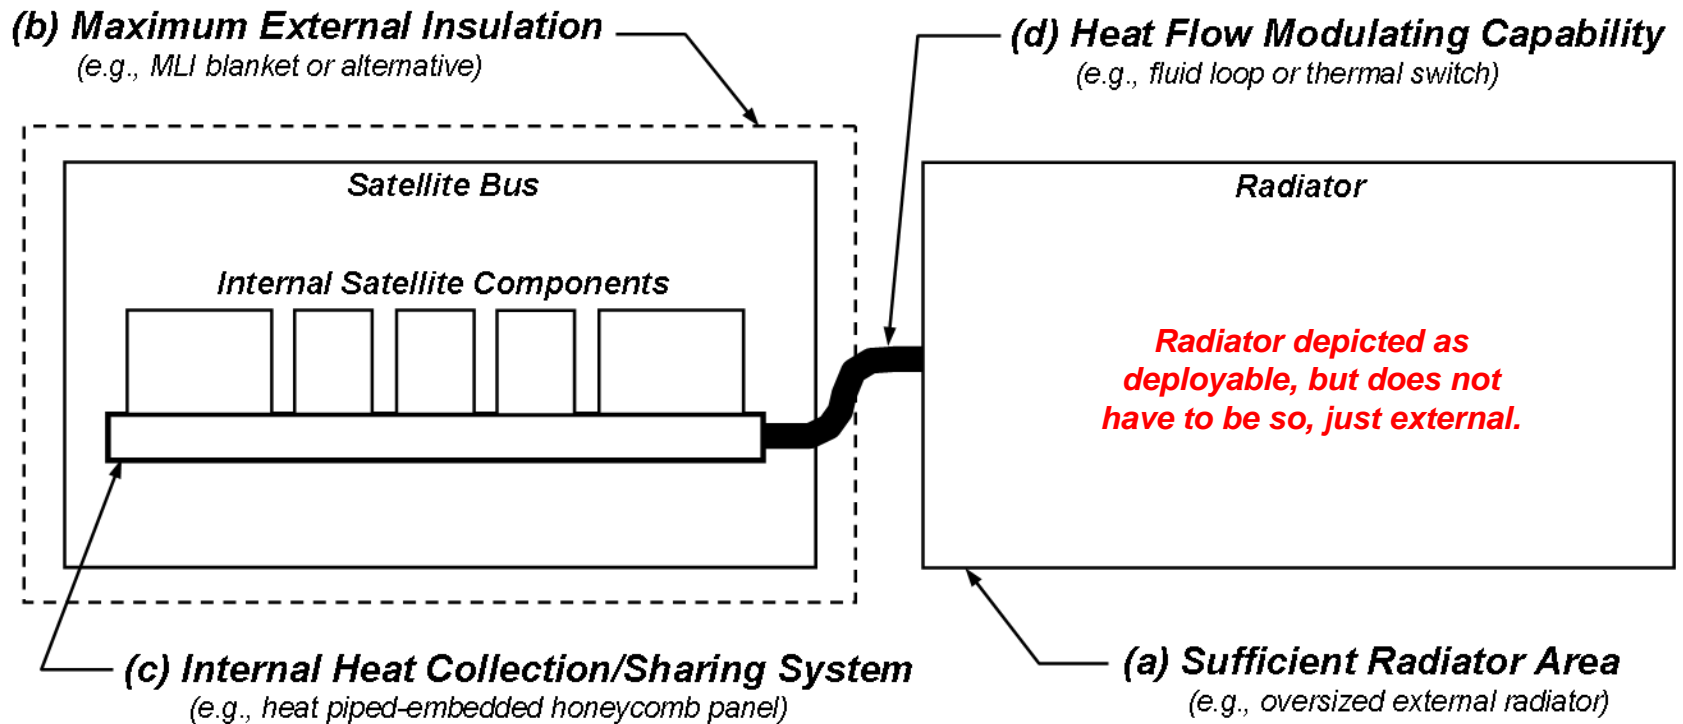 (b) Maximum External Insulation
(e.g., MLI blanket or alternative)
(d) Heat Flow Modulating Capability
(e.g., fluid loop or thermal switch)
Satellite Bus
Internal Satellite Components
Radiator
Radiator depicted as
deployable, but does not
have to be so, just external.
(c) Internal Heat Collection/Sharing System
(e.g., heat piped-embedded honeycomb panel)
(a) Sufficient Radiator Area
(e.g., oversized external radiator)